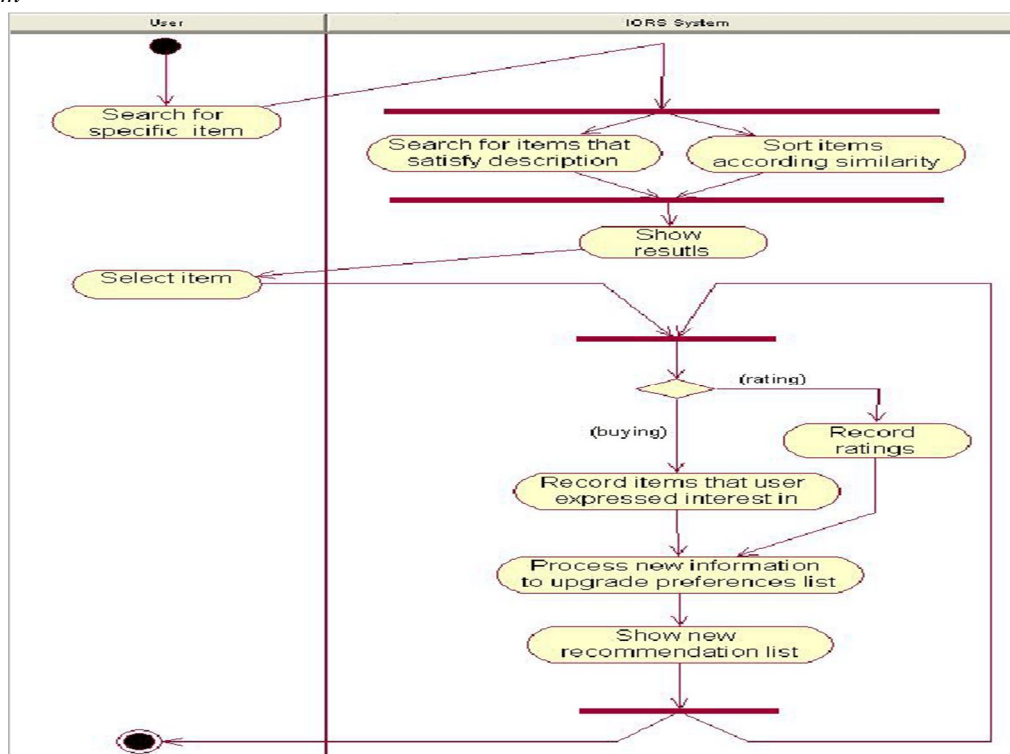 m
User
IORS System
Search for
specific item
Search for items that
satisfy description
Sort items
according similarity
Show
resutls
Select item
(rating)
(buying)
Record
ratings
Record items that user
expressed interest in
Process new information
to upgrade preferences list
Show new
recommendation list